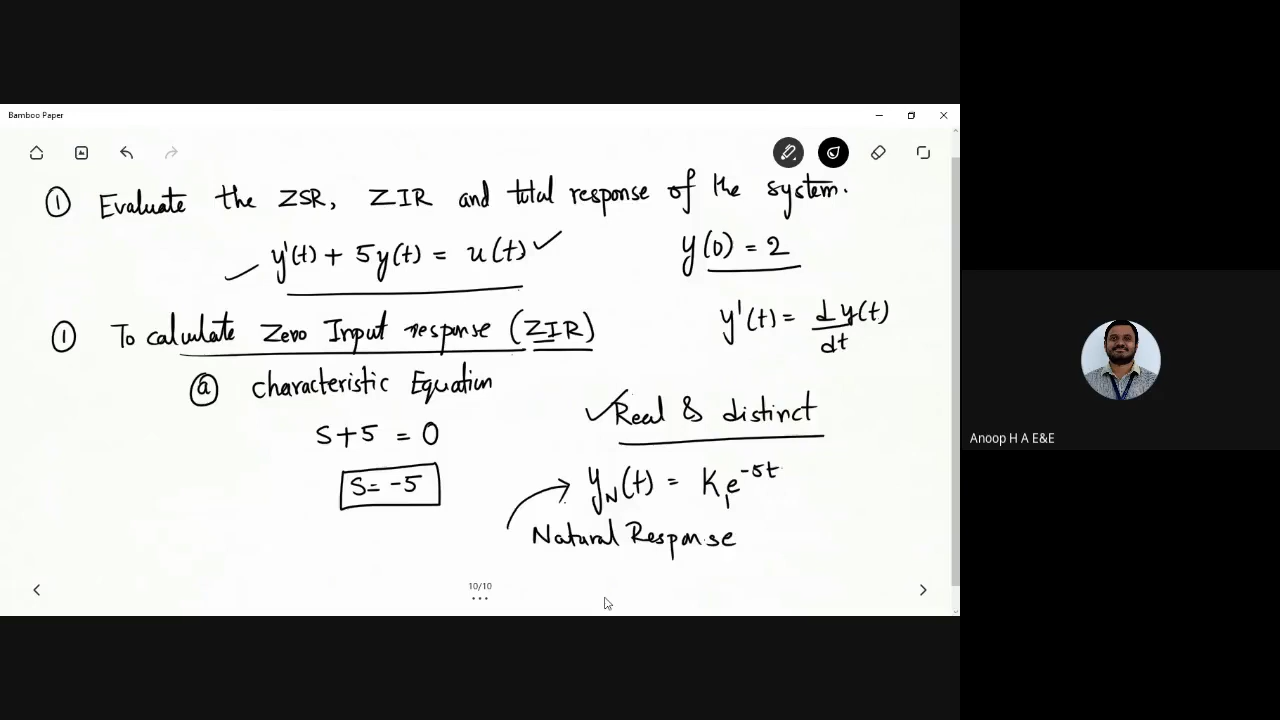 Bamboo Paper
① Evaluate the ZSR, ZIR and total response of the system.
y'(t) + 5y(t) = u(t)
y(0) = 2
① To calculate Zero Input response (ZIR)
y'(t) = dy(t)/dt
ⓐ characteristic Equation
Real & distinct
S+5 = 0
S = -5
y_N(t) = K₁e^{-5t}
Natural Response
10/10
Anoop H A E&E